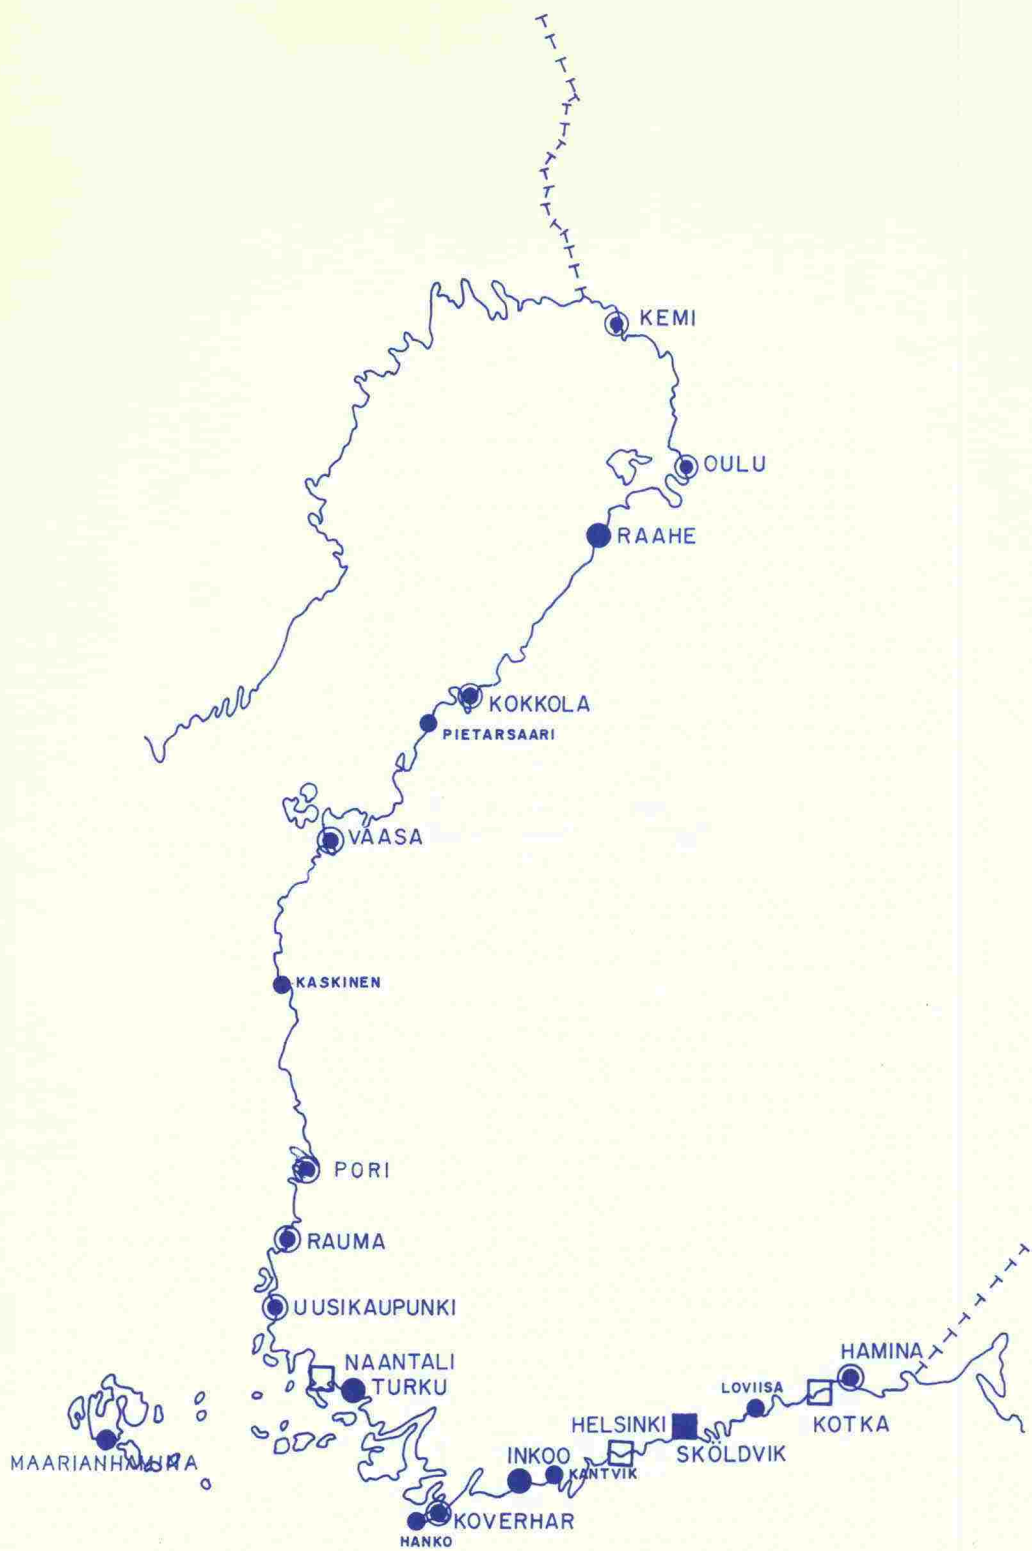 KEMI
OULU
RAAHE
KOKKOLA
PIETARSAARI
VAASA
KASKINEN
PORI
RAUMA
UUSIKAUPUNKI
NAANTALI
TURKU
MAARIANHAMINA
HAMINA
LOVIISA
KOTKA
HELSINKI
SKÖLDVIK
INKOO
KANTVIK
KOVERHAR
HANKO